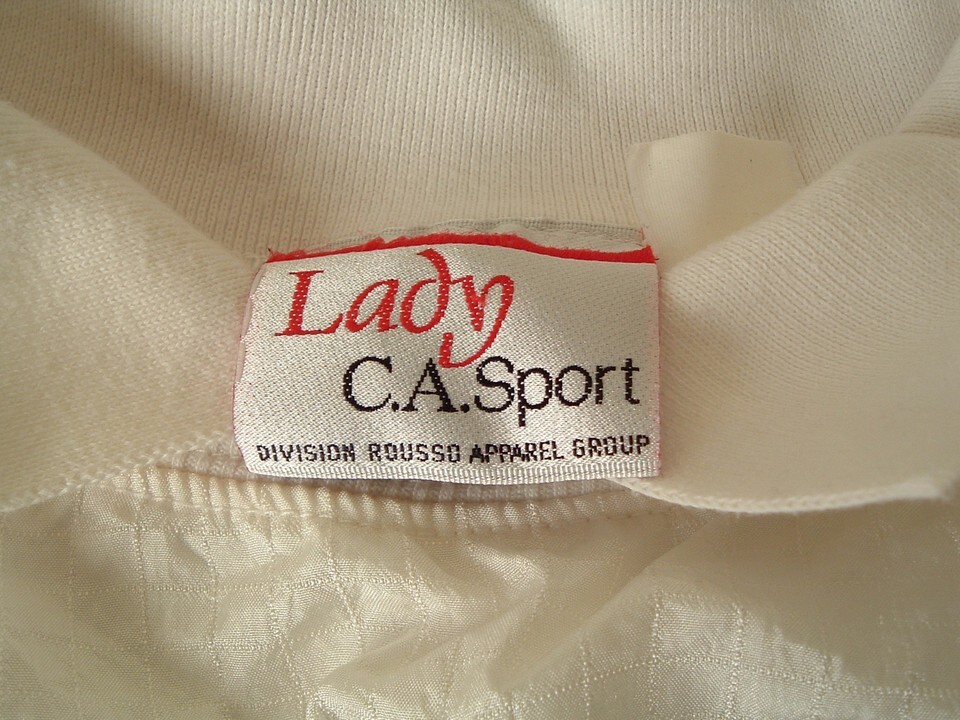 Lady
C.A.Sport
DIVISION ROUSSO APPAREL GROUP